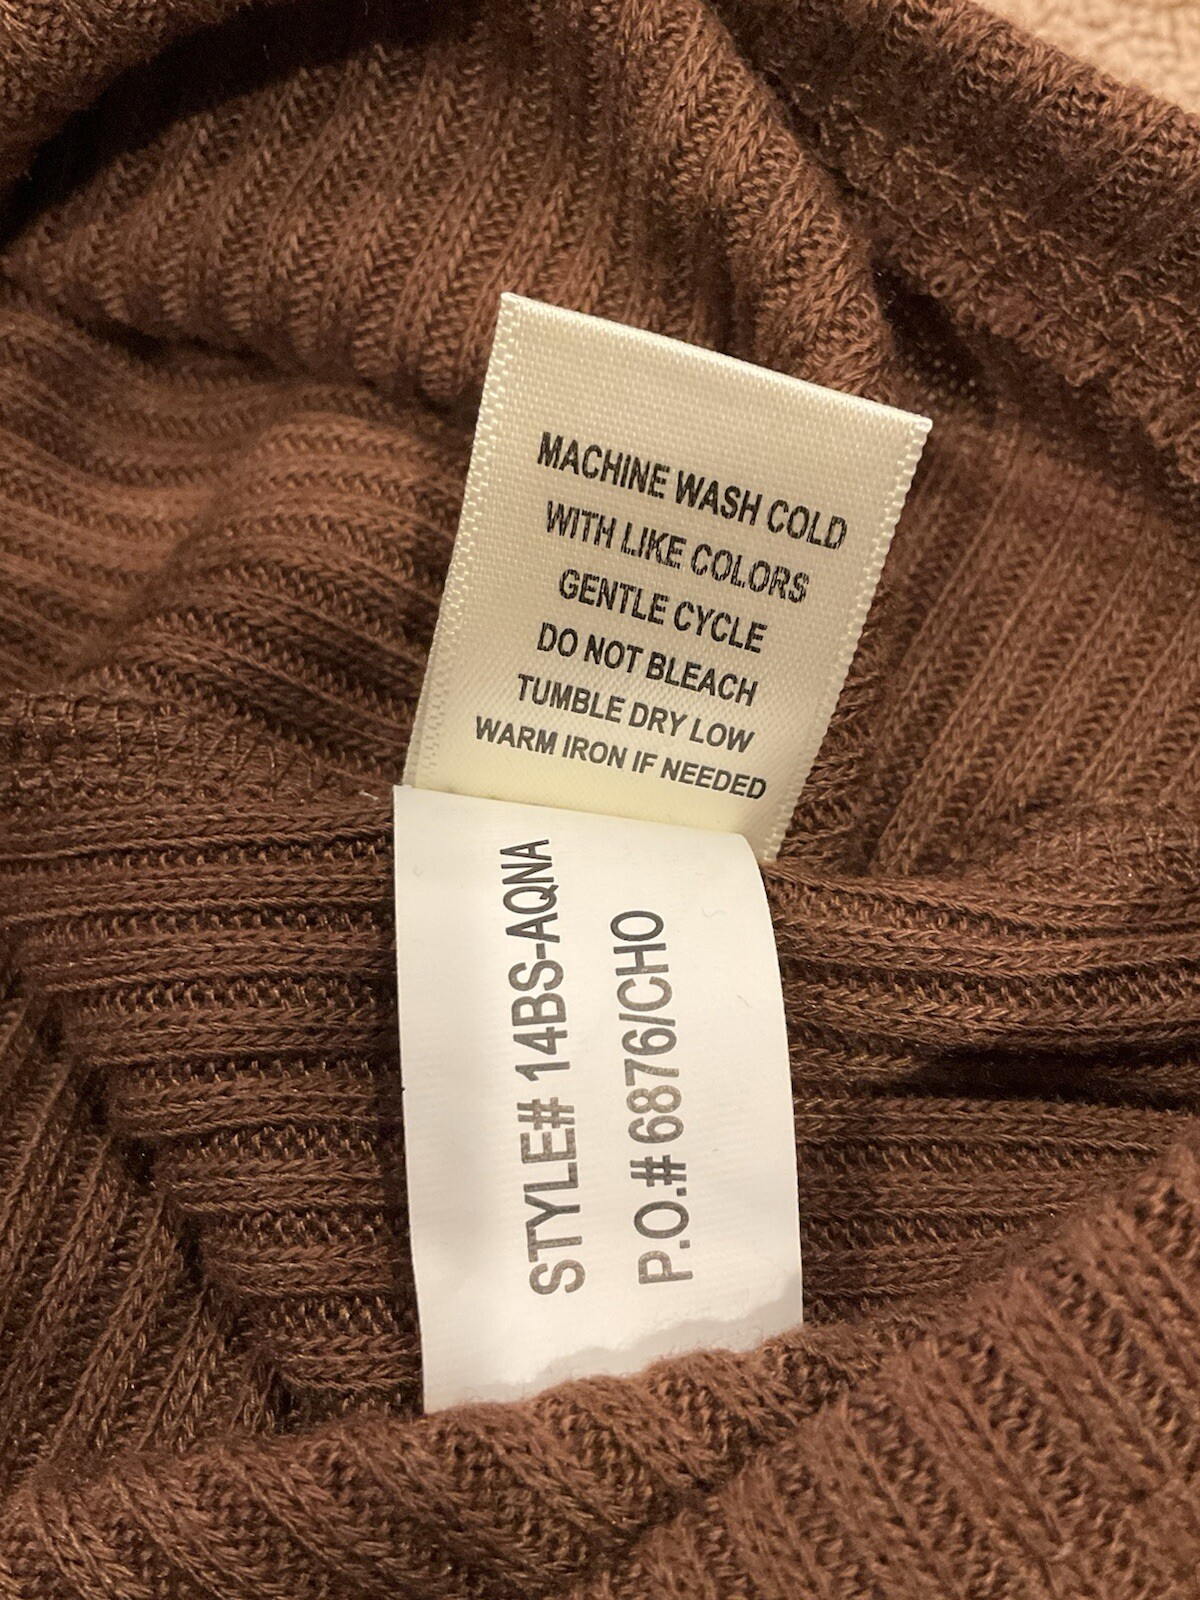 MACHINE WASH COLD
WITH LIKE COLORS
GENTLE CYCLE
DO NOT BLEACH
TUMBLE DRY LOW
WARM IRON IF NEEDED
STYLE# 14BS-AQNA
P.O.# 6876/CHO